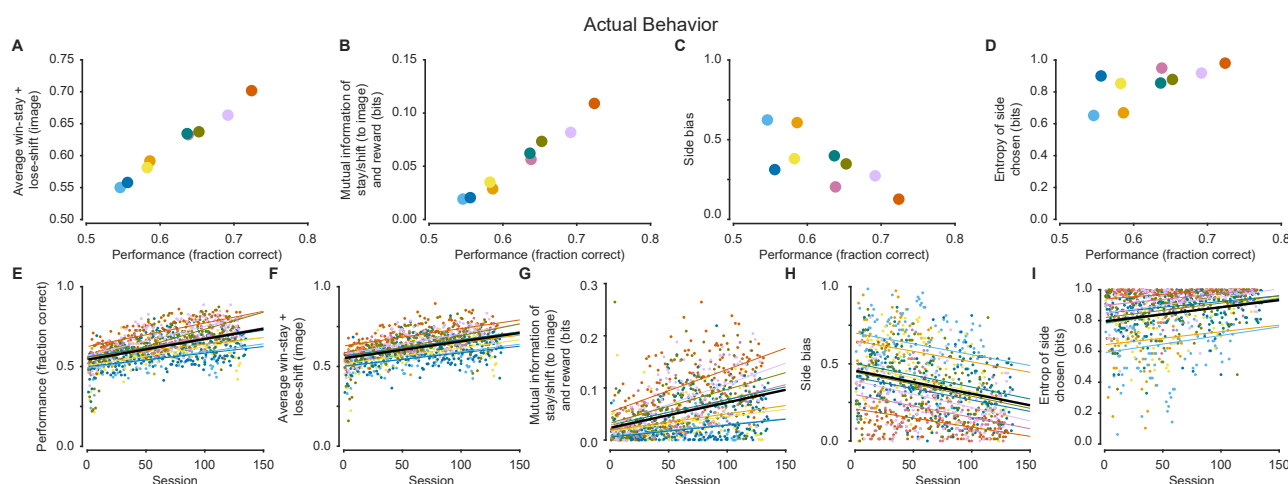 Actual Behavior
A
Average win-stay +
lose-shift (image)
0.75
0.70
0.65
0.60
0.55
0.50
0.5
0.6
0.7
0.8
Performance (fraction correct)
B
Mutual information of
stay/shift (to image)
and reward (bits)
0.15
0.10
0.05
0.00
0.5
0.6
0.7
0.8
Performance (fraction correct)
C
Side bias
1.0
0.5
0.0
0.5
0.6
0.7
0.8
Performance (fraction correct)
D
Entropy of side
chosen (bits)
1.0
0.8
0.6
0.4
0.2
0.0
0.5
0.6
0.7
0.8
Performance (fraction correct)
E
Performance (fraction correct)
1.0
0.5
0.0
0
50
100
150
Session
F
Average win-stay +
lose-shift (image)
1.0
0.5
0.0
0
50
100
150
Session
G
Mutual information of
stay/shift (to image)
and reward (bits
0.3
0.2
0.1
0.0
0
50
100
150
Session
H
Side bias
1.0
0.75
0.5
0.25
0.0
0
50
100
150
Session
I
Entrop of side
chosen (bits)
1.0
0.8
0.6
0.4
0.2
0.0
0
50
100
150
Session